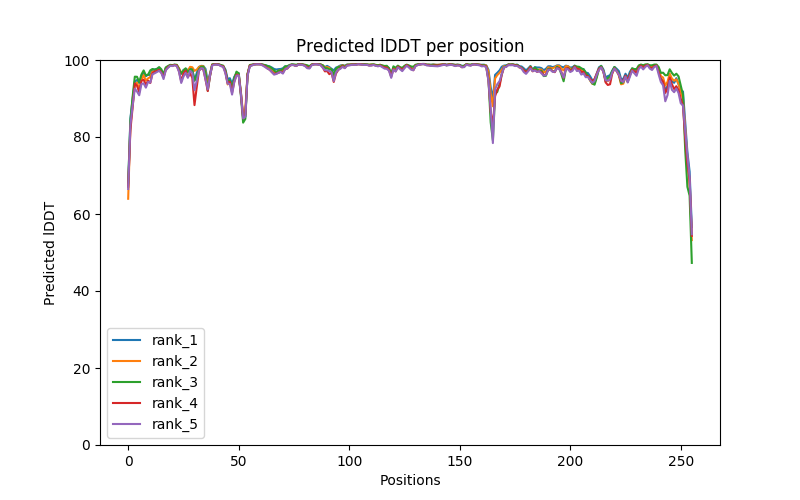 Predicted lDDT per position
100
80
60
40
20
0
Predicted lDDT
rank_1
rank_2
rank_3
rank_4
rank_5
0 50 100 150 200 250
Positions